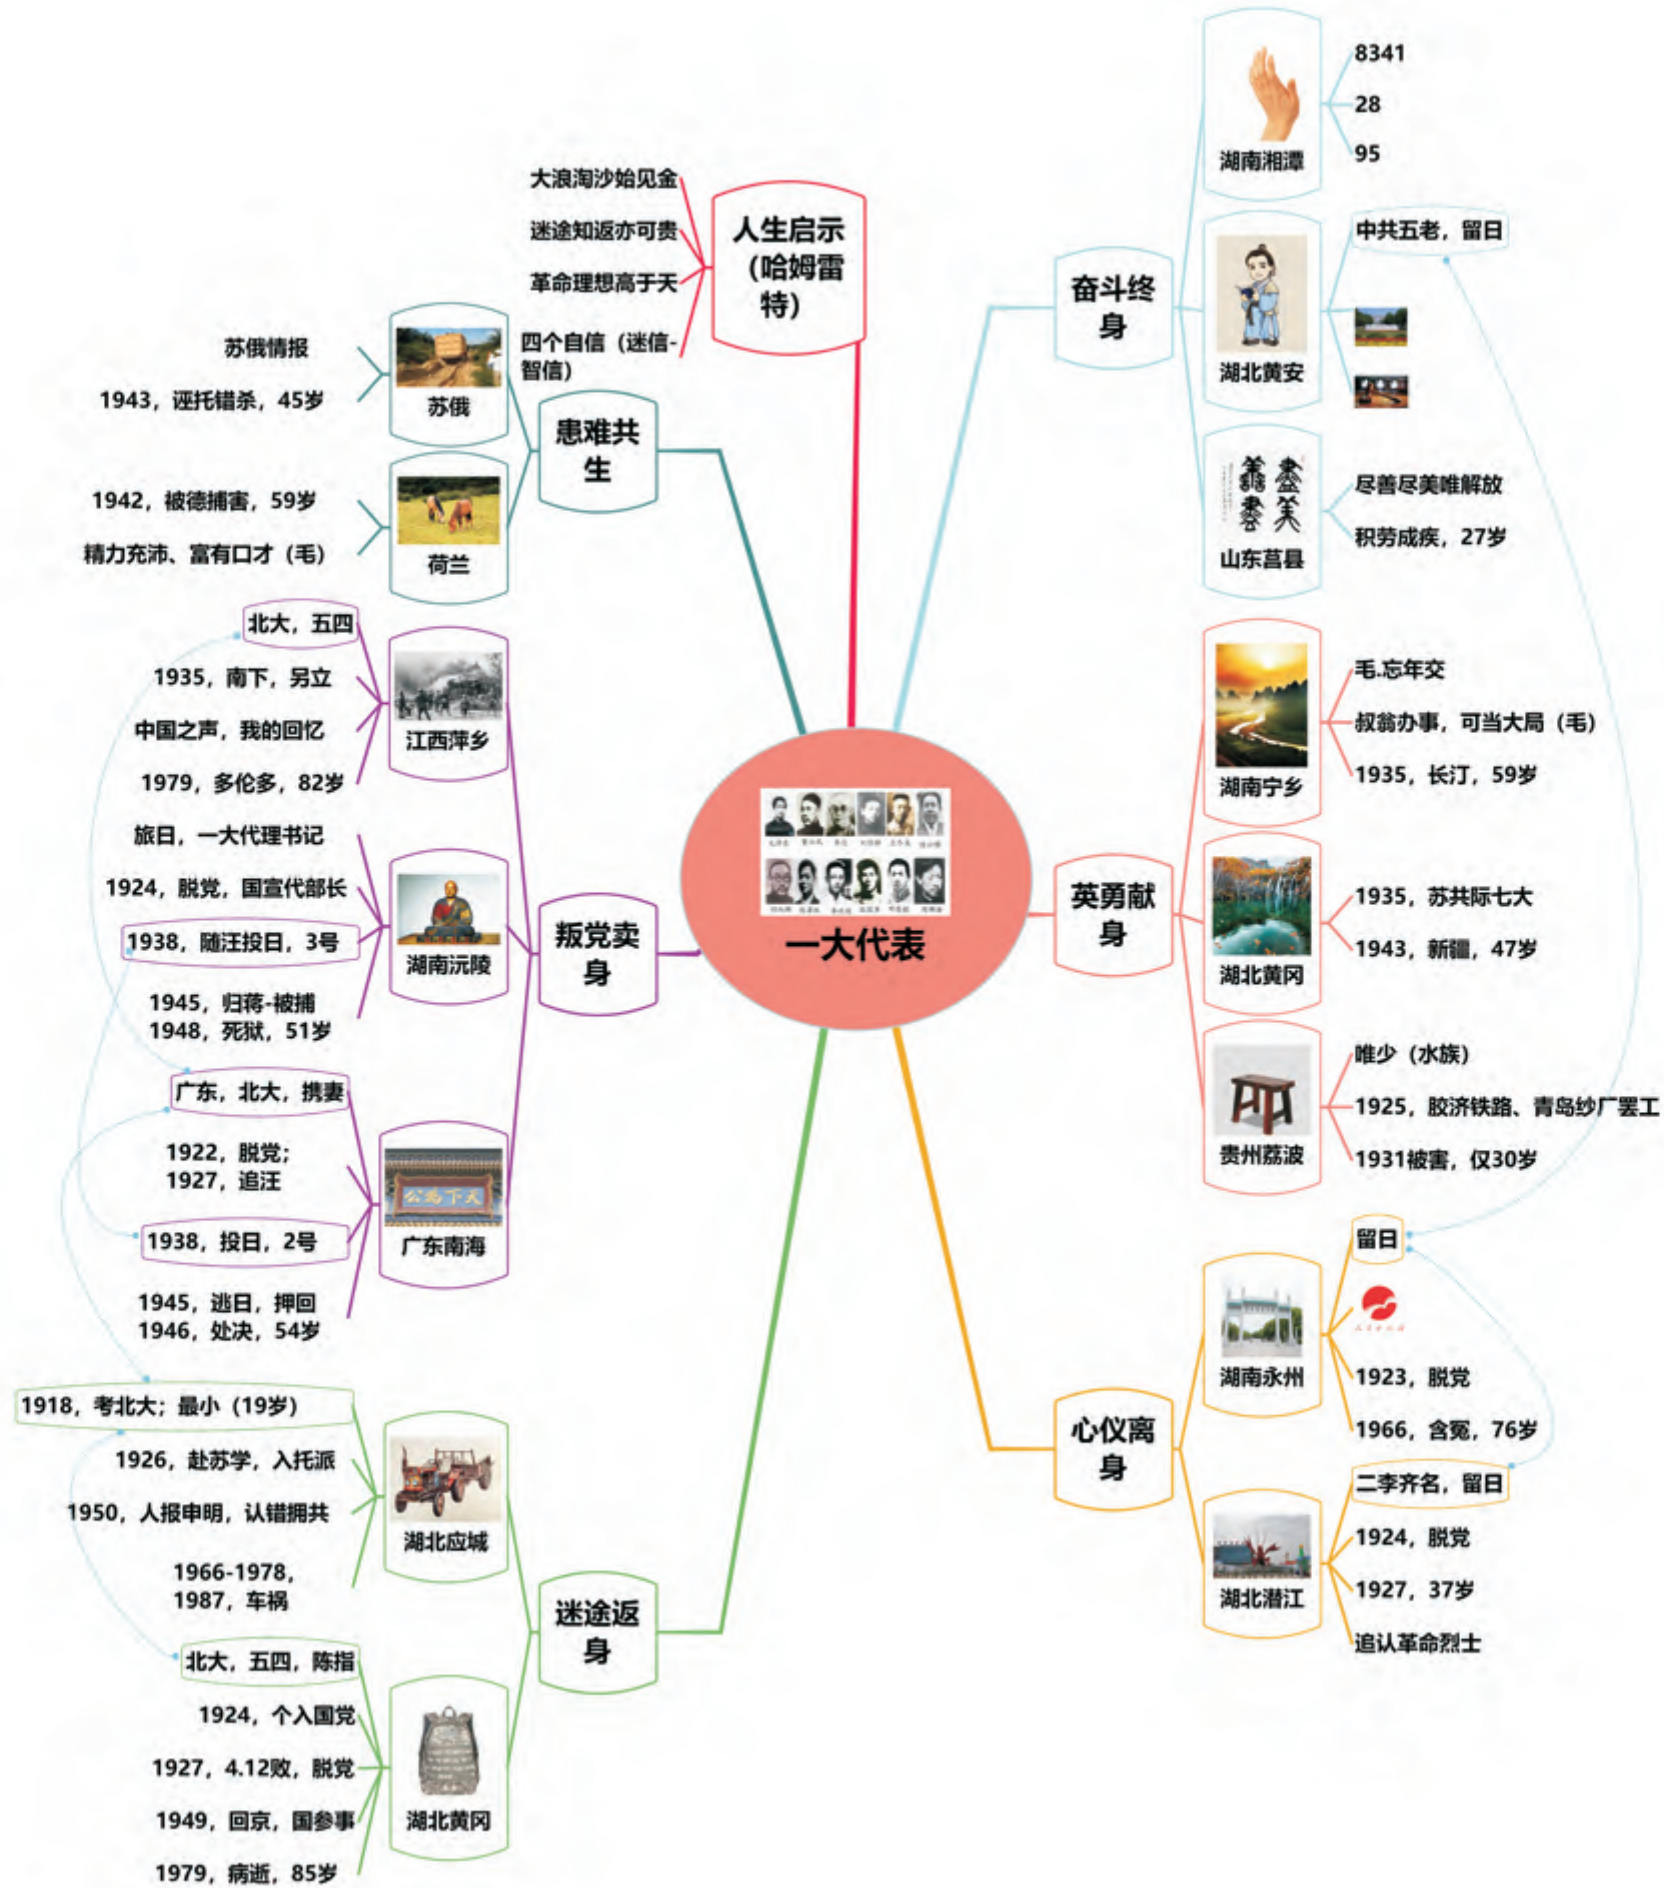 一大代表
人生启示
（哈姆雷
特）
大浪淘沙始见金
迷途知返亦可贵
革命理想高于天
四个自信（迷信-
智信）
奋斗终
身
湖南湘潭
8341
28
95
湖北黄安
中共五老，留日
山东莒县
尽善尽美唯解放
积劳成疾，27岁
英勇献
身
湖南宁乡
毛.忘年交
叔翁办事，可当大局（毛）
1935，长汀，59岁
湖北黄冈
1935，苏共际七大
1943，新疆，47岁
贵州荔波
唯少（水族）
1925，胶济铁路、青岛纱厂罢工
1931被害，仅30岁
心仪离
身
湖南永州
留日
1923，脱党
1966，含冤，76岁
湖北潜江
二李齐名，留日
1924，脱党
1927，37岁
追认革命烈士
患难共
生
苏俄
苏俄情报
1943，诬托错杀，45岁
荷兰
1942，被德捕害，59岁
精力充沛、富有口才（毛）
叛党卖
身
江西萍乡
北大，五四
1935，南下，另立
中国之声，我的回忆
1979，多伦多，82岁
湖南沅陵
旅日，一大代理书记
1924，脱党，国宣代部长
1938，随汪投日，3号
1945，归蒋-被捕
1948，死狱，51岁
公為下天
广东南海
广东，北大，携妻
1922，脱党；
1927，追汪
1938，投日，2号
1945，逃日，押回
1946，处决，54岁
迷途返
身
湖北应城
1918，考北大；最小（19岁）
1926，赴苏学，入托派
1950，人报申明，认错拥共
1966-1978，
1987，车祸
湖北黄冈
北大，五四，陈指
1924，个入国党
1927，4.12败，脱党
1949，回京，国参事
1979，病逝，85岁